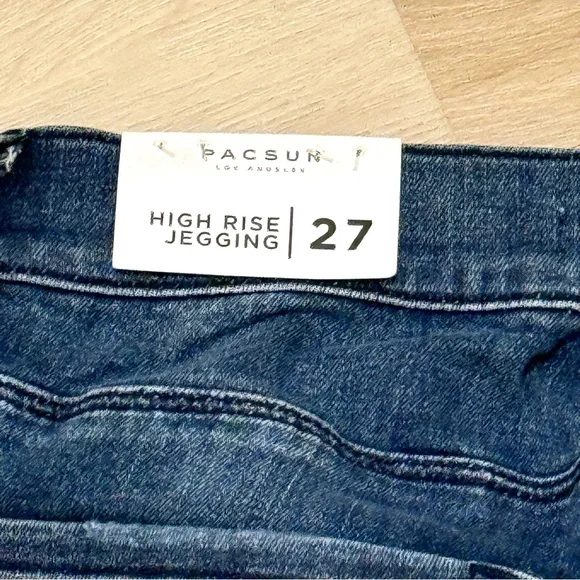 PACSUN
LOS ANGELES
HIGH RISE
JEGGING
27